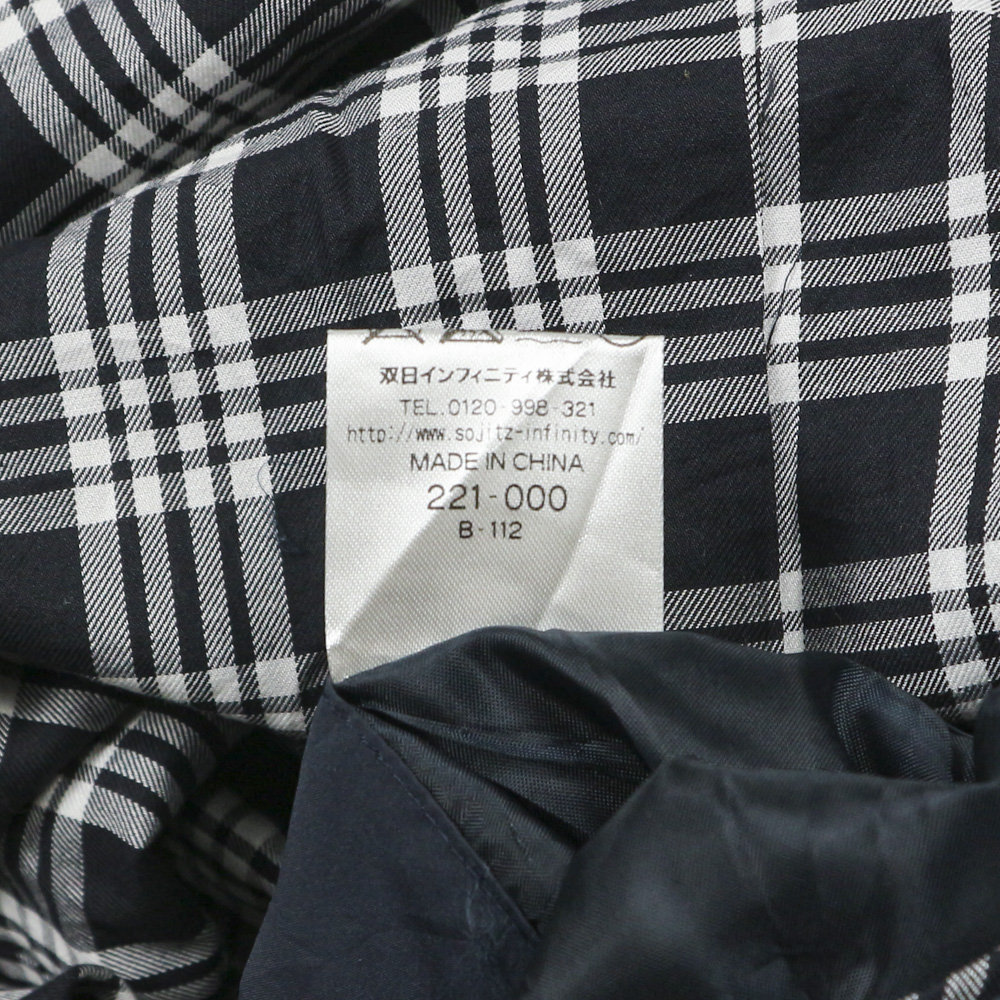 双日インフィニティ株式会社
TEL.0120-998-321
http://www.sojitz-infinity.com/
MADE IN CHINA
221-000
B-112